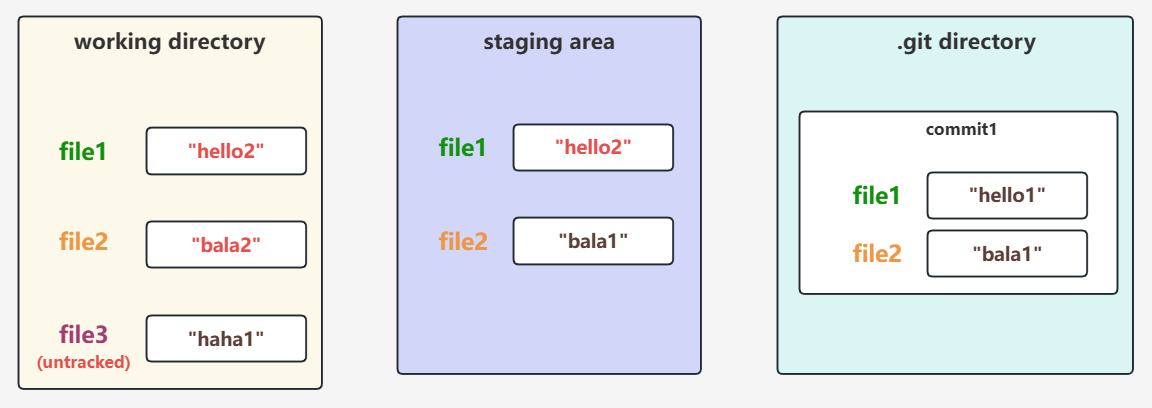 working directory
file1
"hello2"
file2
"bala2"
file3
(untracked)
"haha1"
staging area
file1
"hello2"
file2
"bala1"
.git directory
commit1
file1
"hello1"
file2
"bala1"